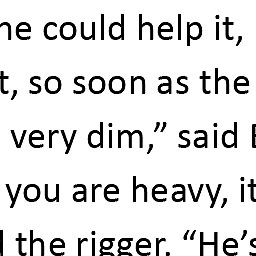 he could help it,
t, so soon as the
very dim,” said
you are heavy, it
the rigger. “He’s